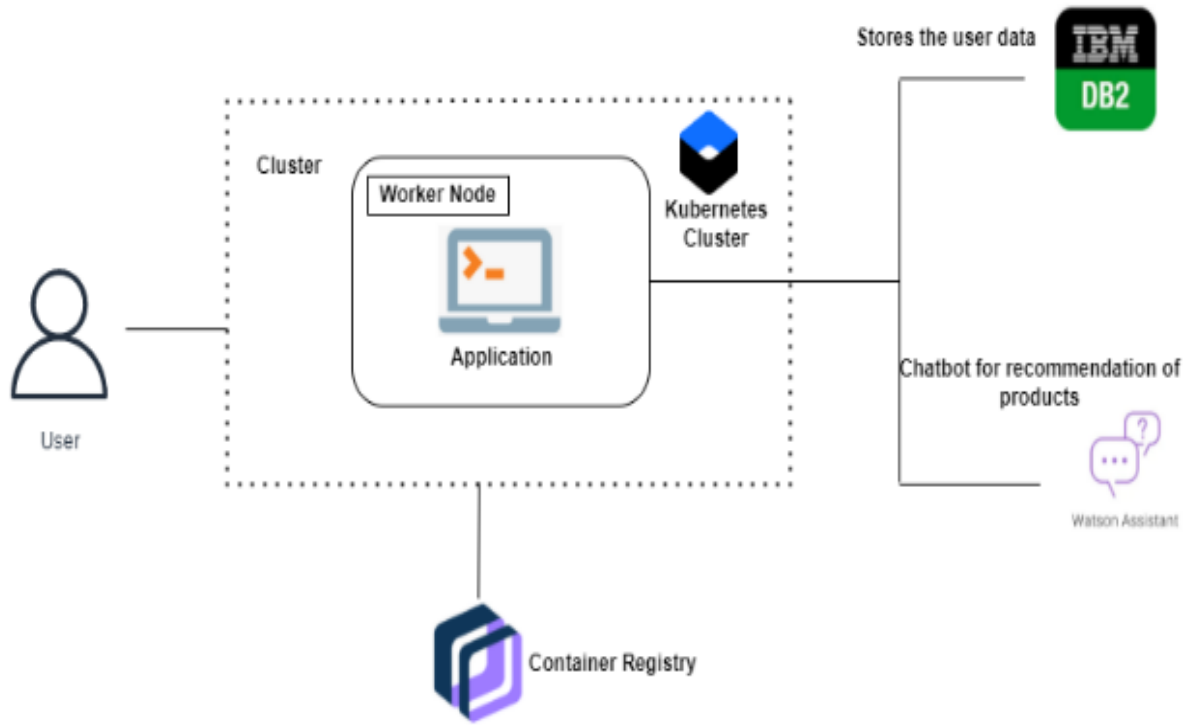 Stores the user data
IBM
DB2
Cluster
Worker Node
Kubernetes
Cluster
Application
User
Chatbot for recommendation of
products
?
Watson Assistant
Container Registry